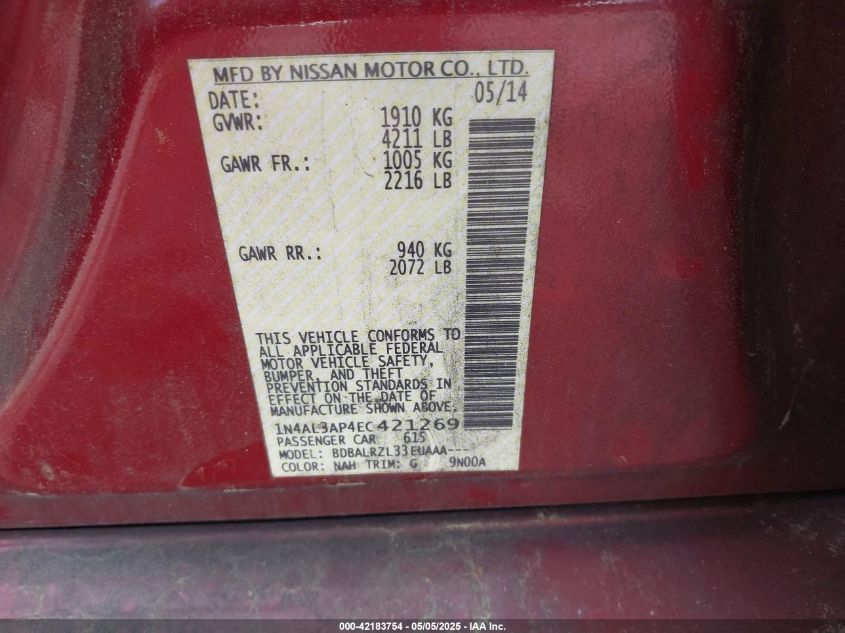 MFD BY NISSAN MOTOR CO., LTD.
DATE: 05/14
GVWR: 1910 KG
4211 LB
GAWR FR.: 1005 KG
2216 LB
GAWR RR.: 940 KG
2072 LB
THIS VEHICLE CONFORMS TO
ALL APPLICABLE FEDERAL
MOTOR VEHICLE SAFETY,
BUMPER, AND THEFT
PREVENTION STANDARDS IN
EFFECT ON THE DATE OF
MANUFACTURE SHOWN ABOVE.
1N4AL3AP4EC421269
PASSENGER CAR 615
MODEL: BDBALRZL33EUAAA---
COLOR: NAH TRIM: G 9N00A
000-42183754 - 05/05/2025 - IAA Inc.